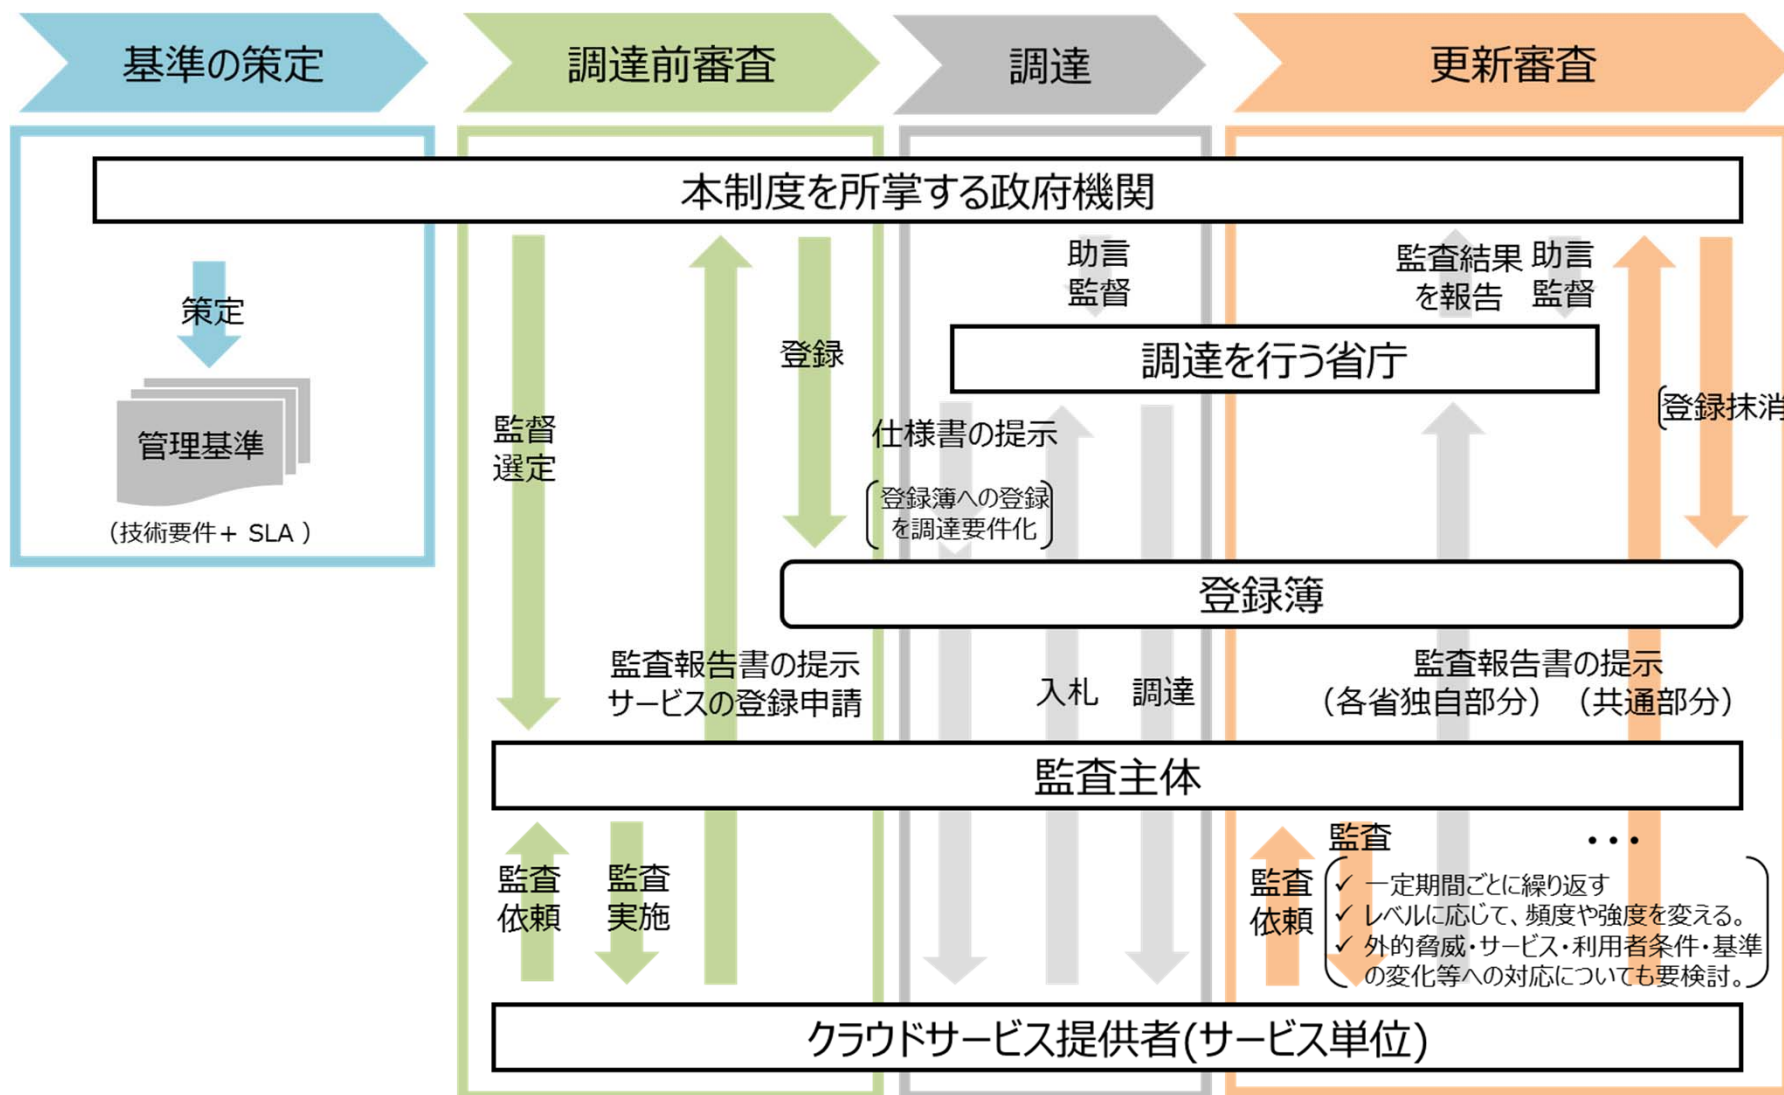 基準の策定
調達前審査
調達
更新審査
本制度を所掌する政府機関
策定
管理基準
（技術要件＋ SLA ）
監督
選定
登録
助言
監督
監査結果
を報告
助言
監督
調達を行う省庁
登録抹消
仕様書の提示
登録簿への登録
を調達要件化
登録簿
監査報告書の提示
サービスの登録申請
入札
調達
監査報告書の提示
（各省独自部分）（共通部分）
監査主体
監査
依頼
監査
実施
監査
依頼
監査
・・・
✓ 一定期間ごとに繰り返す
✓ レベルに応じて、頻度や強度を変える。
✓ 外的脅威・サービス・利用者条件・基準
の変化等への対応についても要検討。
クラウドサービス提供者(サービス単位)